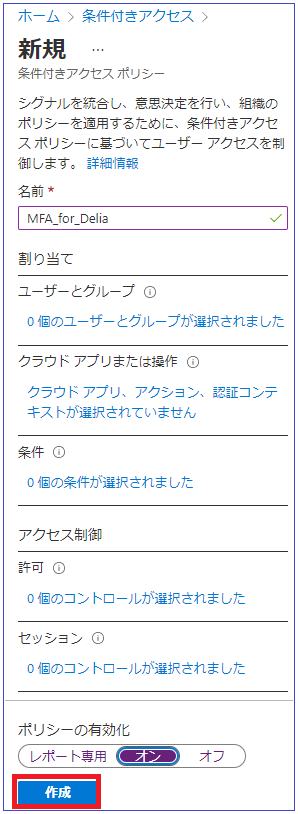 ホーム > 条件付きアクセス >
新規 ...
条件付きアクセス ポリシー
シグナルを統合し、意思決定を行い、組織の
ポリシーを適用するために、条件付きアクセ
ス ポリシーに基づいてユーザー アクセスを制
御します。 詳細情報
名前 *
MFA_for_Delia
割り当て
ユーザーとグループ
0 個のユーザーとグループが選択されました
クラウド アプリまたは操作
クラウド アプリ、アクション、認証コンテ
キストが選択されていません
条件
0 個の条件が選択されました
アクセス制御
許可
0 個のコントロールが選択されました
セッション
0 個のコントロールが選択されました
ポリシーの有効化
レポート専用 オン オフ
作成